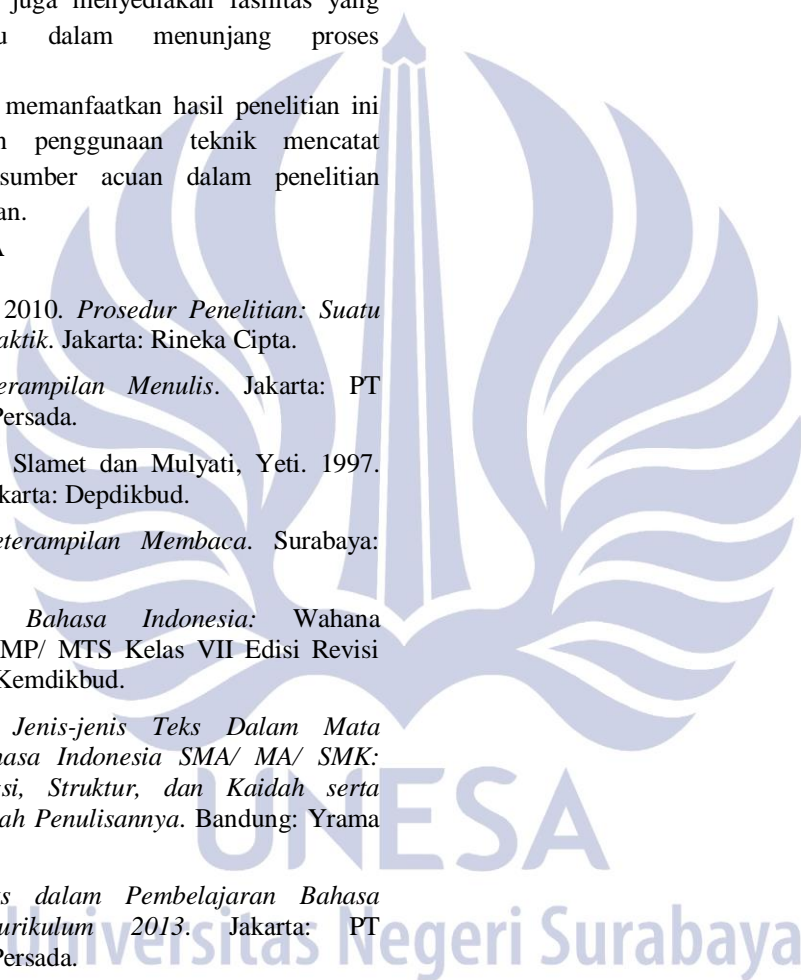 juga menyediakan fasilitas yang
dalam menunjang proses
memanfaatkan hasil penelitian ini
penggunaan teknik mencatat
sumber acuan dalam penelitian
an.
A
2010. Prosedur Penelitian: Suatu
aktik. Jakarta: Rineka Cipta.
erampilan Menulis. Jakarta: PT
Persada.
Slamet dan Mulyati, Yeti. 1997.
karta: Depdikbud.
eterampilan Membaca. Surabaya:
Bahasa Indonesia: Wahana
MP/ MTS Kelas VII Edisi Revisi
Kemdikbud.
Jenis-jenis Teks Dalam Mata
hasa Indonesia SMA/ MA/ SMK:
si, Struktur, dan Kaidah serta
ah Penulisannya. Bandung: Yrama
s dalam Pembelajaran Bahasa
urikulum 2013. Jakarta: PT
Persada.
UNESA
Universitas Negeri Surabaya